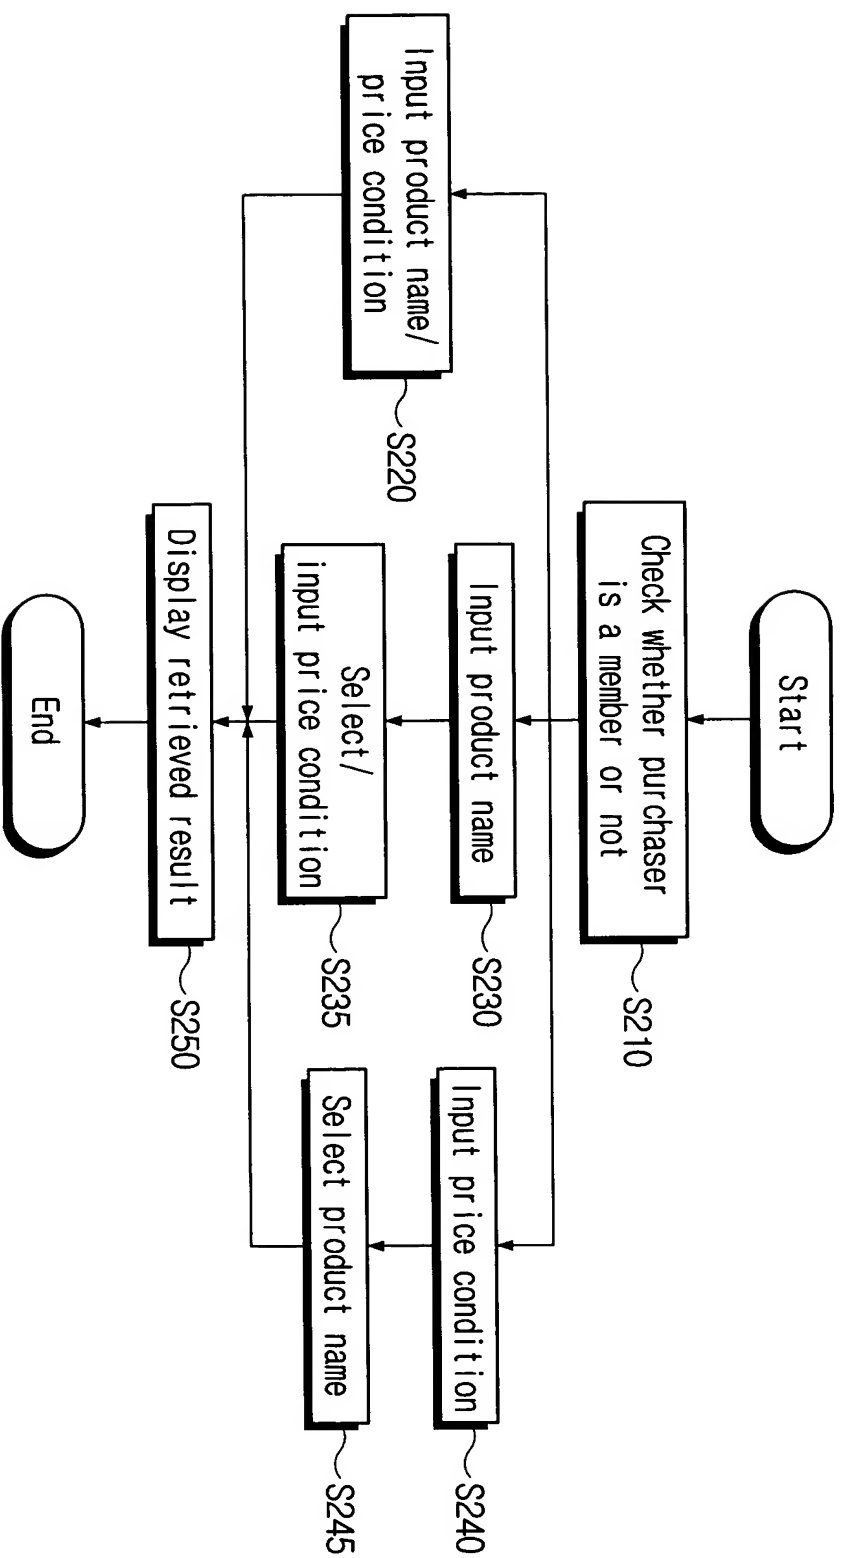 Start
Check whether purchaser
is a member or not
S210
Input product name/
price condition
S220
Input product name
S230
Select/
input price condition
S235
Input price condition
S240
Select product name
S245
Display retrieved result
S250
End